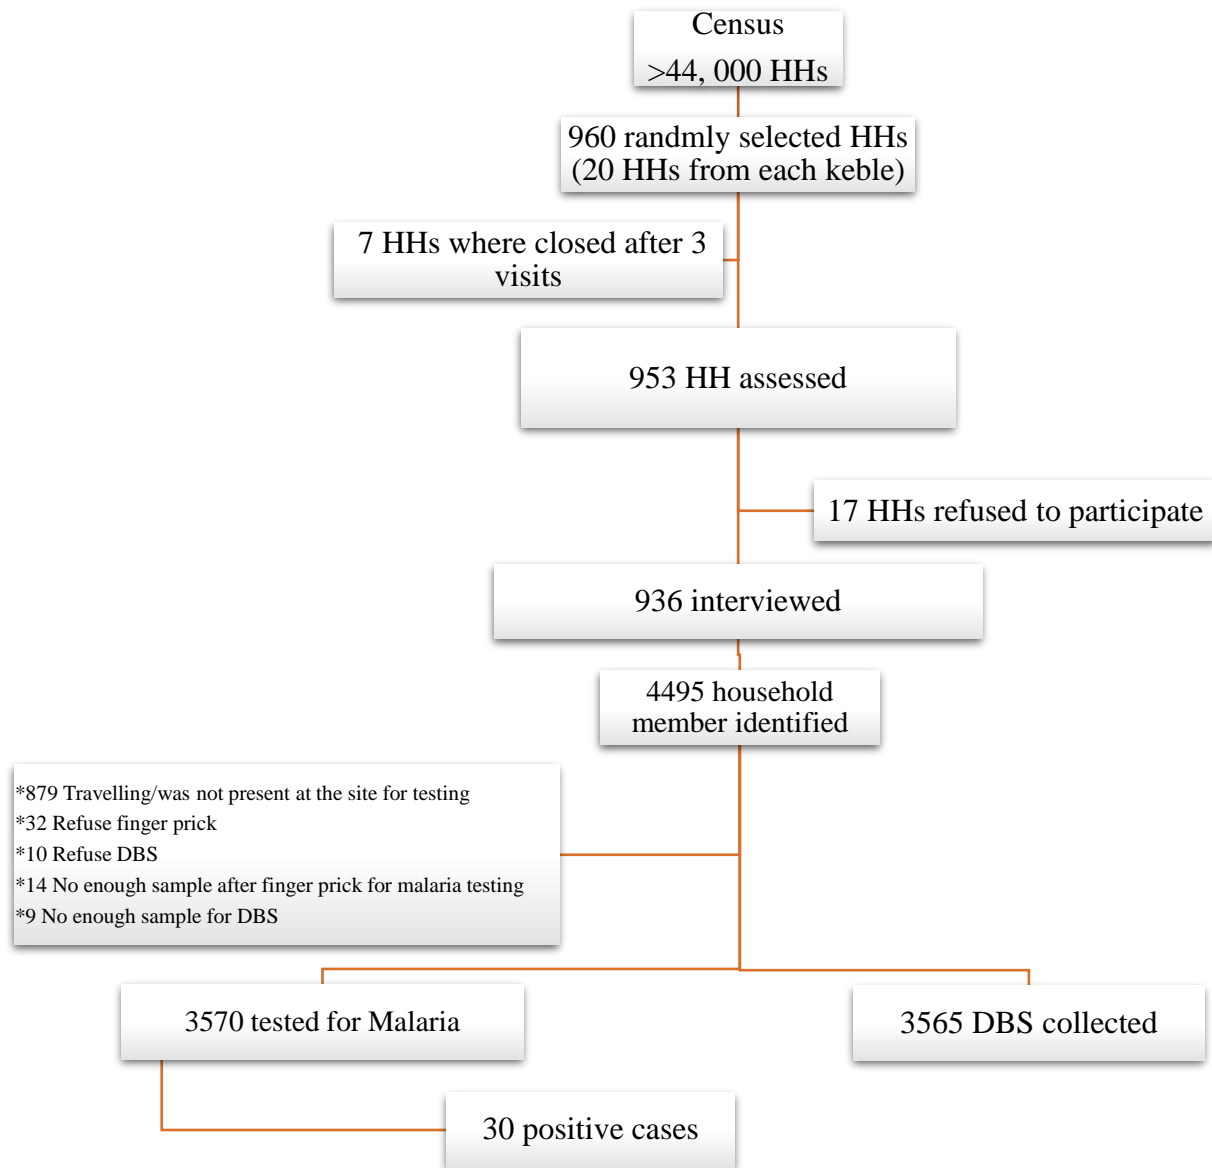 Census
>44, 000 HHs
960 randmly selected HHs
(20 HHs from each keble)
7 HHs where closed after 3
visits
953 HH assessed
17 HHs refused to participate
936 interviewed
4495 household
member identified
*879 Travelling/was not present at the site for testing
*32 Refuse finger prick
*10 Refuse DBS
*14 No enough sample after finger prick for malaria testing
*9 No enough sample for DBS
3570 tested for Malaria
3565 DBS collected
30 positive cases